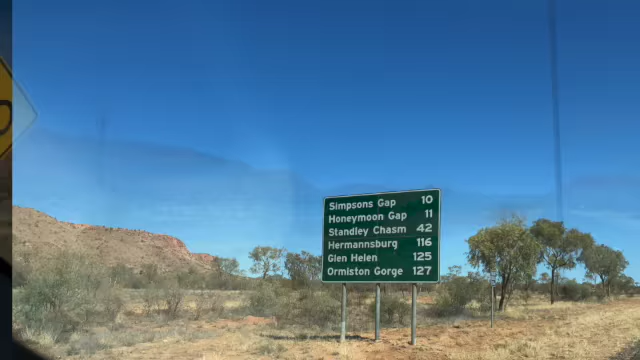 Simpsons Gap 10
Honeymoon Gap 11
Standley Chasm 42
Hermannsburg 116
Glen Helen 125
Ormiston Gorge 127